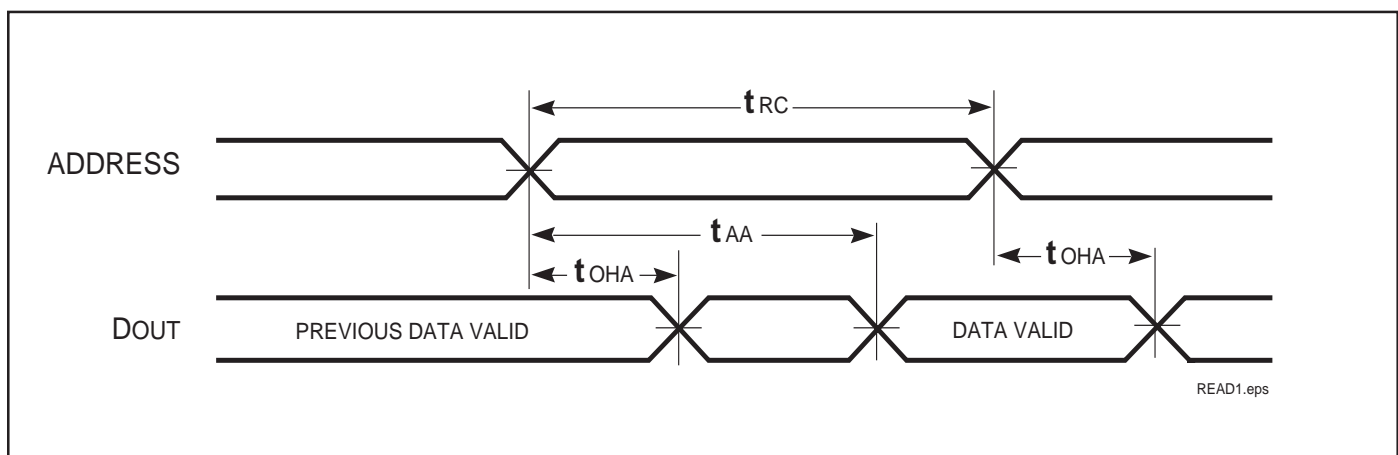 tRC
ADDRESS
tAA
tOHA
tOHA
DOUT
PREVIOUS DATA VALID
DATA VALID
READ1.eps